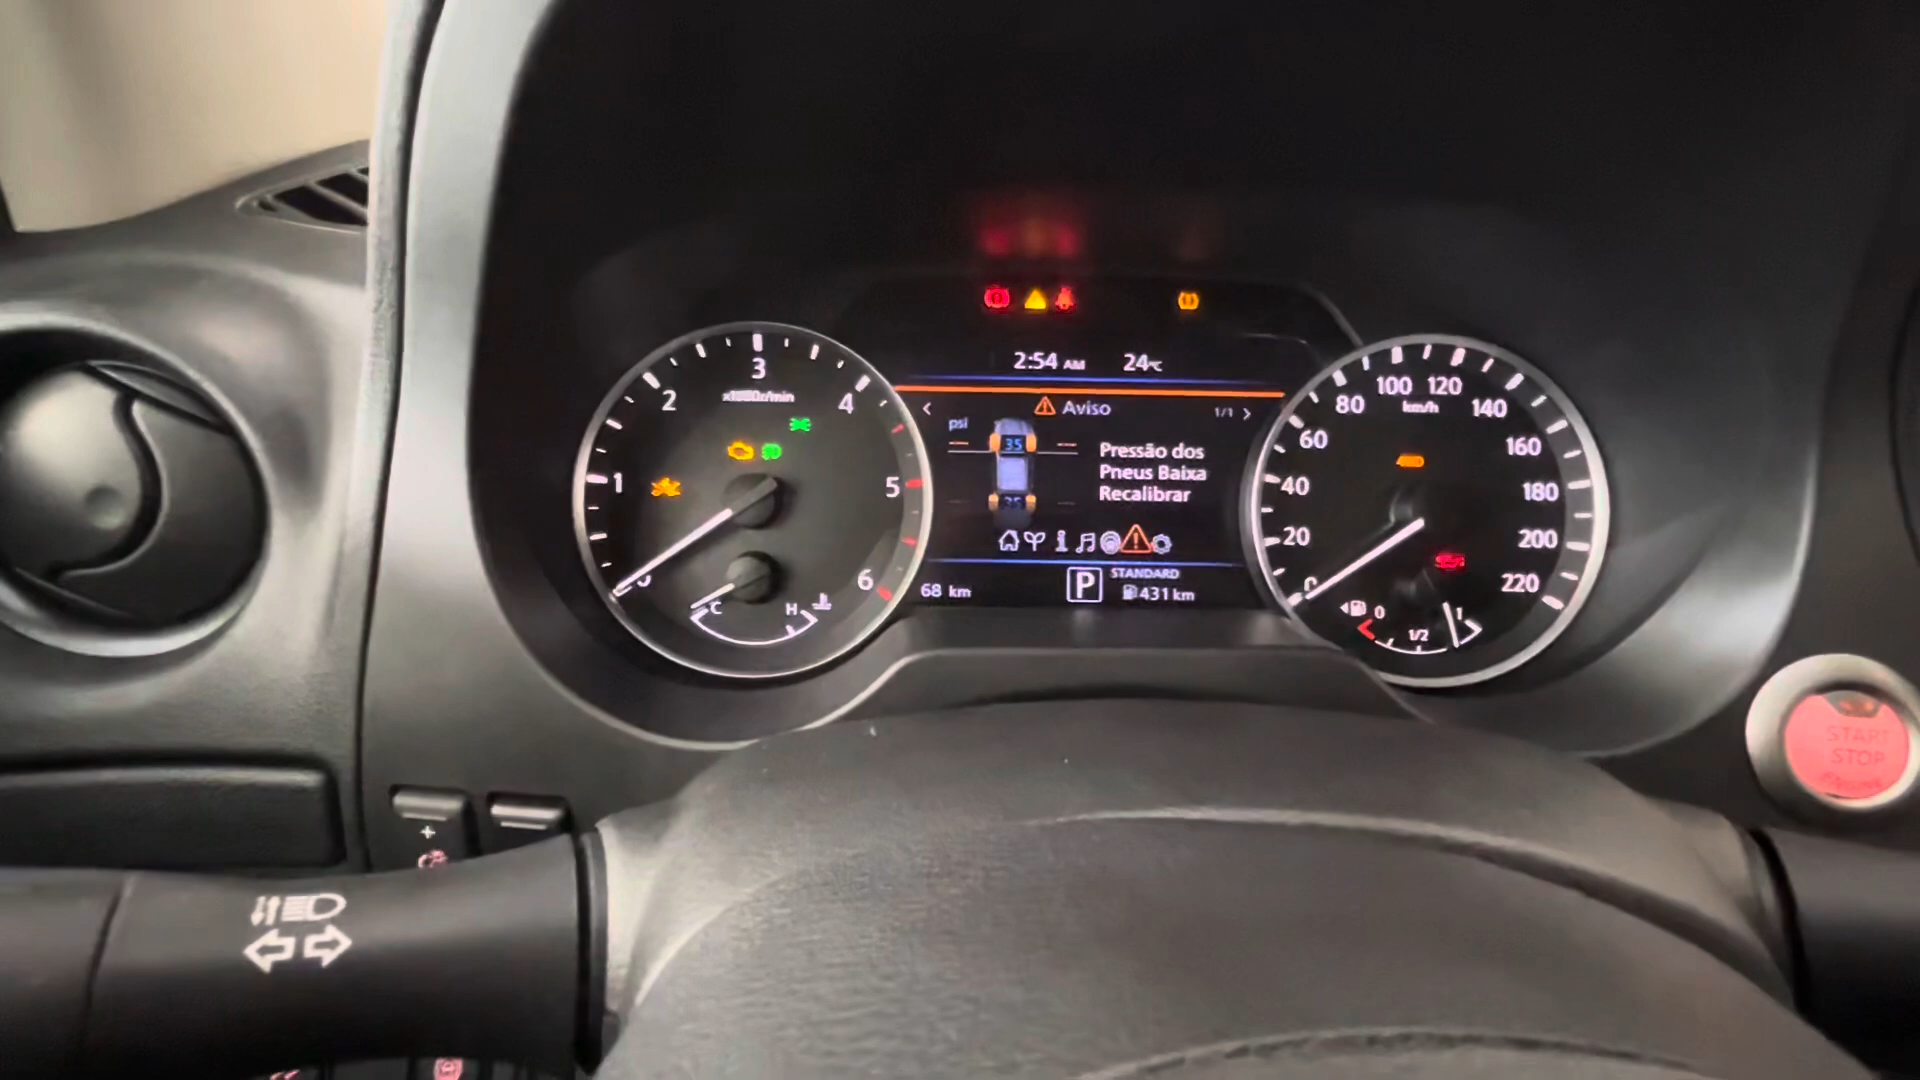 2:54 AM 24°C
Aviso 1/1
psi
35
Pressão dos
Pneus Baixa
Recalibrar
STANDARD
P
68 km
431 km
0 1 2 3 4 5 6
x1000r/min
C H
0 20 40 60 80 100 120 140 160 180 200 220
km/h
0 1/2 1
START
STOP
+